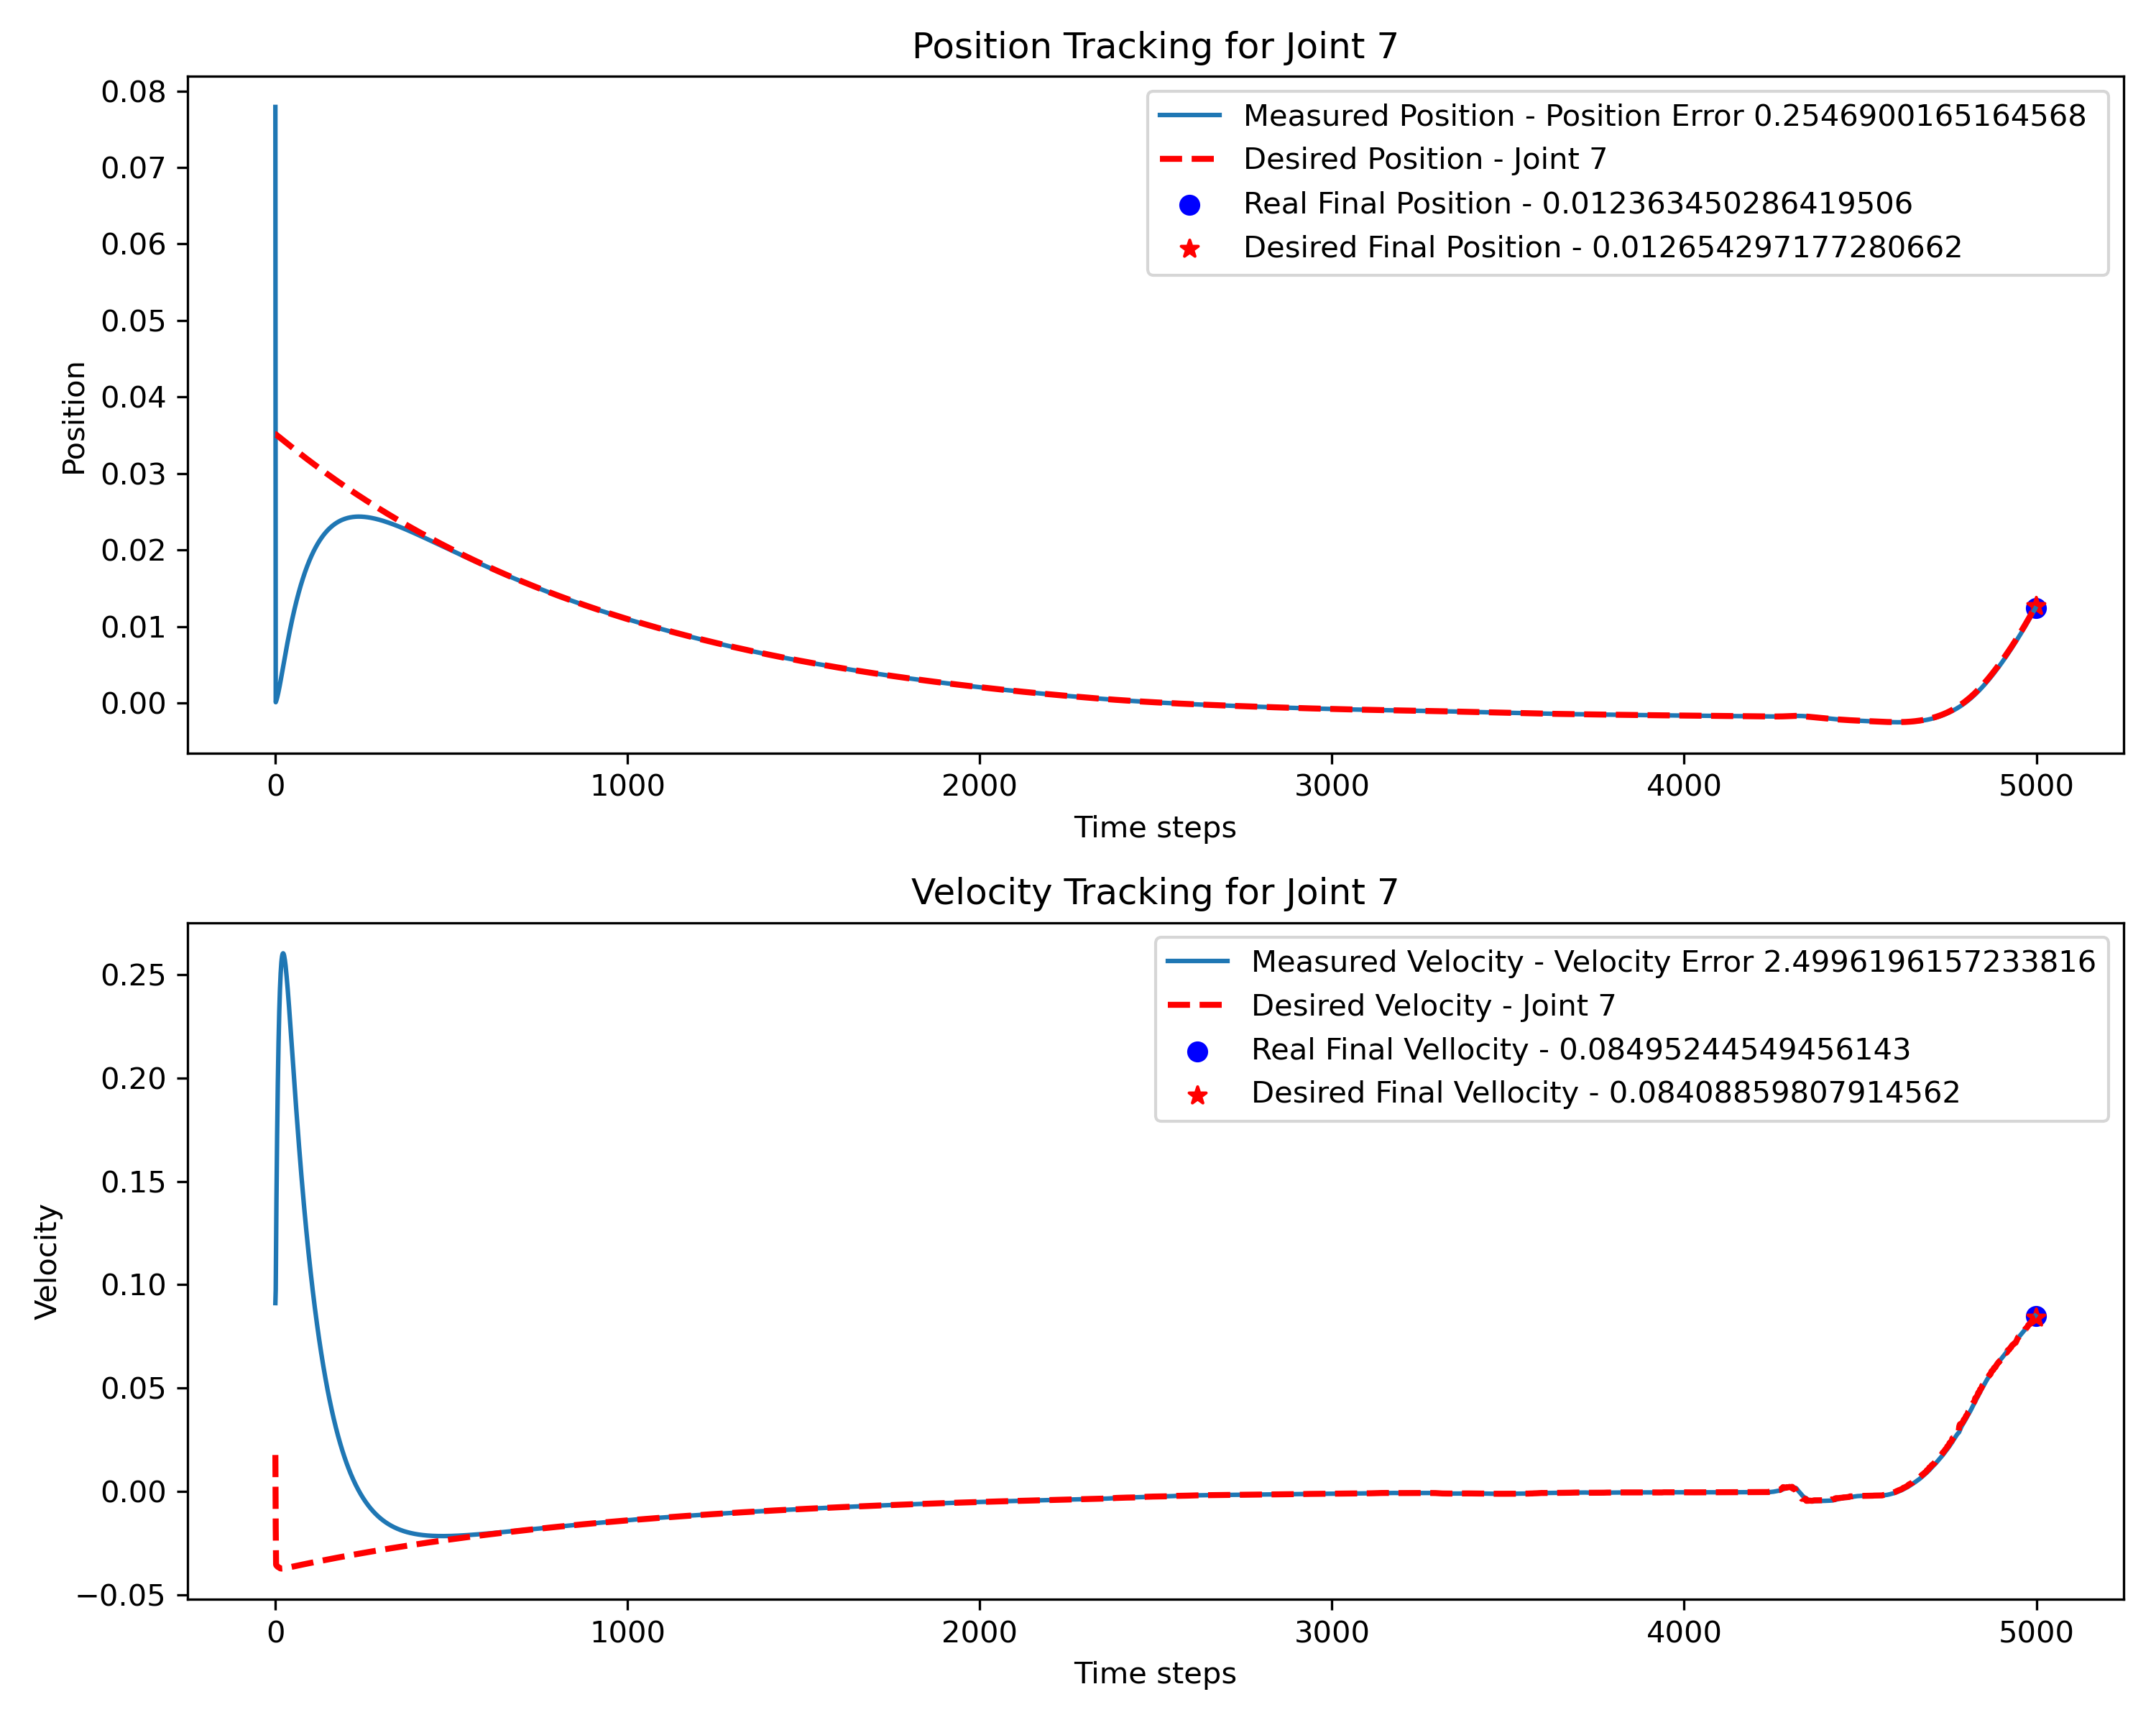 Position Tracking for Joint 7
0.08
0.07
0.06
0.05
0.04
0.03
0.02
0.01
0.00
Position
Measured Position - Position Error 0.2546900165164568
Desired Position - Joint 7
Real Final Position - 0.012363450286419506
Desired Final Position - 0.012654297177280662
0 1000 2000 3000 4000 5000
Time steps
Velocity Tracking for Joint 7
0.25
0.20
0.15
0.10
0.05
0.00
−0.05
Velocity
Measured Velocity - Velocity Error 2.4996196157233816
Desired Velocity - Joint 7
Real Final Vellocity - 0.08495244549456143
Desired Final Vellocity - 0.08408859807914562
0 1000 2000 3000 4000 5000
Time steps